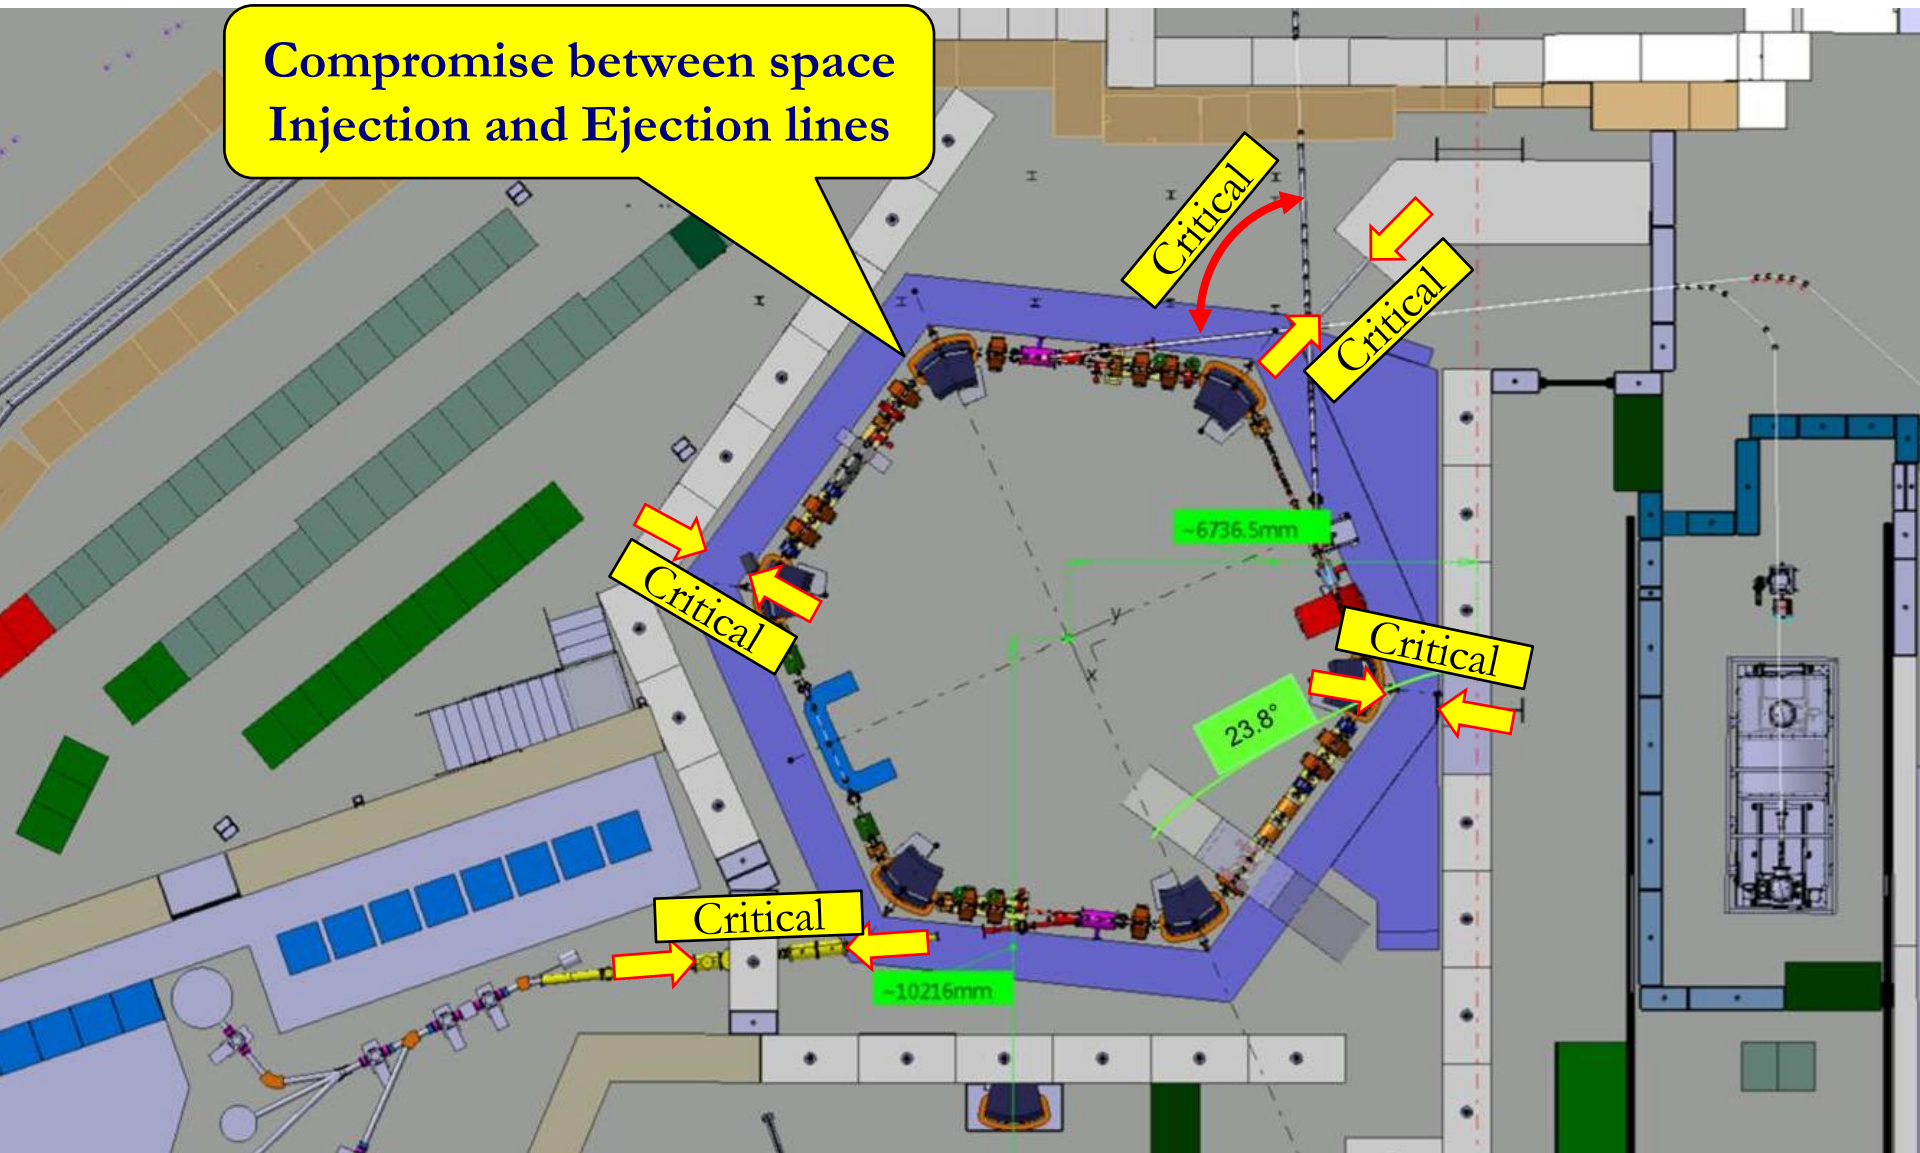 Compromise between space
Injection and Ejection lines
Critical
Critical
~6736.5mm
y
x
Critical
Critical
23.8°
Critical
~10216mm